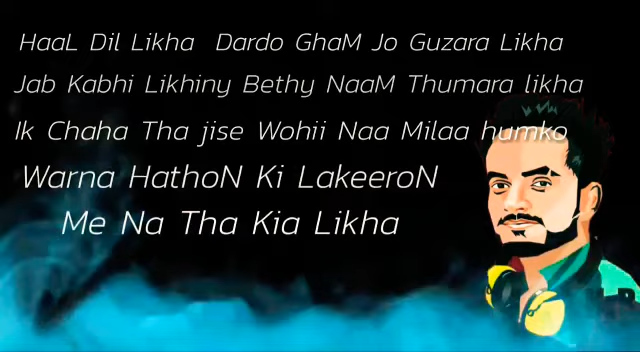 HaaL Dil Likha Dardo GhaM Jo Guzara Likha
Jab Kabhi Likhiny Bethy NaaM Thumara likha
Ik Chaha Tha jise Wohii Naa Milaa humko
Warna HathoN Ki LakeeroN
Me Na Tha Kia Likha